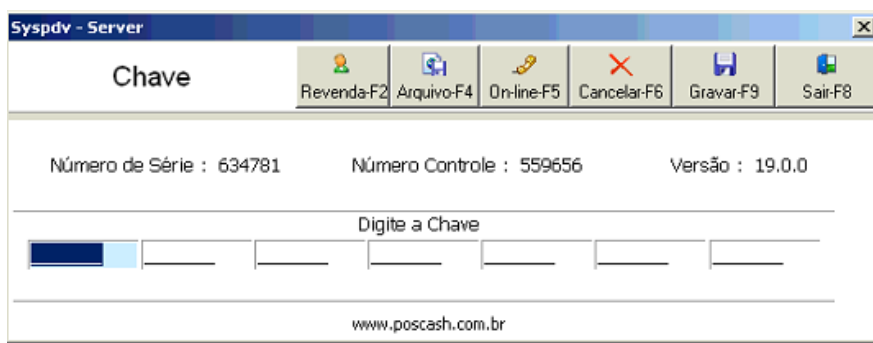 Syspdv - Server
Chave
Revenda-F2 Arquivo-F4 On-line-F5 Cancelar-F6 Gravar-F9 Sair-F8
Número de Série : 634781 Número Controle : 559656 Versão : 19.0.0
Digite a Chave
www.poscash.com.br